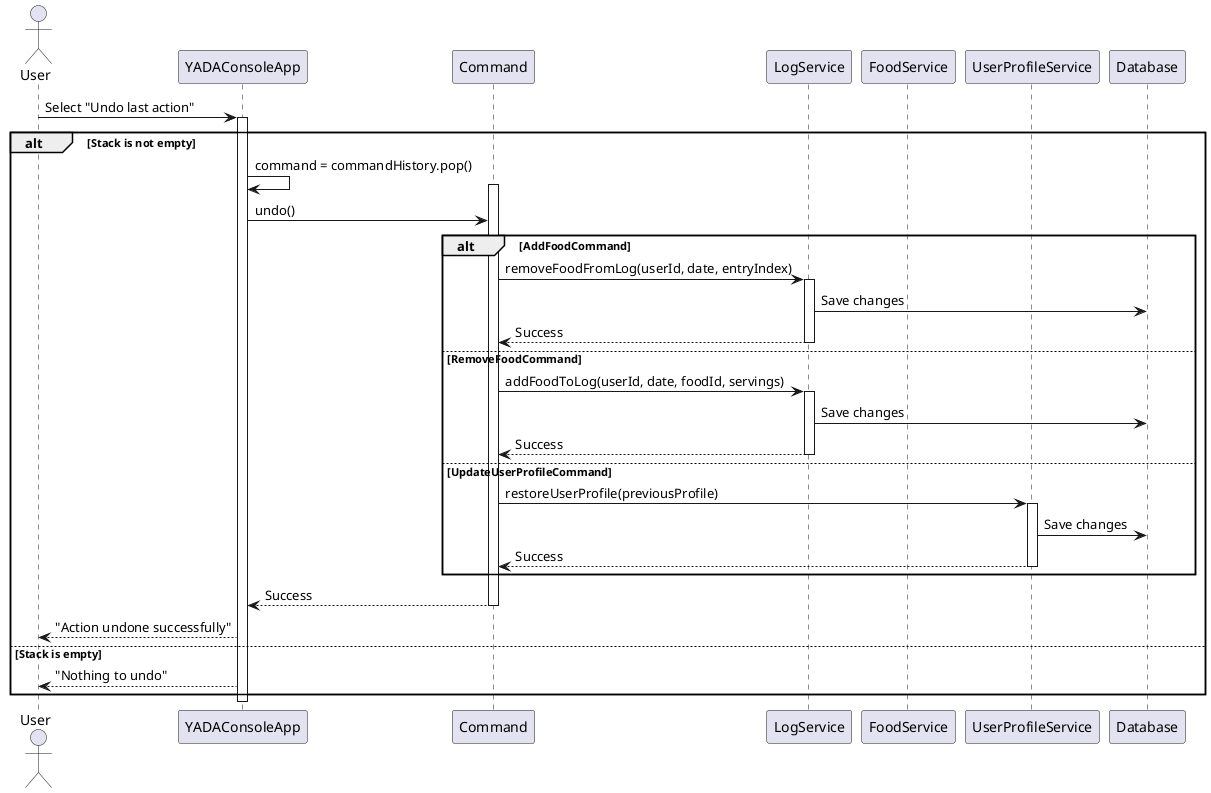 User
YADAConsoleApp
Command
LogService
FoodService
UserProfileService
Database
Select "Undo last action"
alt
[Stack is not empty]
command = commandHistory.pop()
undo()
alt
[AddFoodCommand]
removeFoodFromLog(userId, date, entryIndex)
Save changes
Success
[RemoveFoodCommand]
addFoodToLog(userId, date, foodId, servings)
Save changes
Success
[UpdateUserProfileCommand]
restoreUserProfile(previousProfile)
Save changes
Success
Success
"Action undone successfully"
[Stack is empty]
"Nothing to undo"
User
YADAConsoleApp
Command
LogService
FoodService
UserProfileService
Database